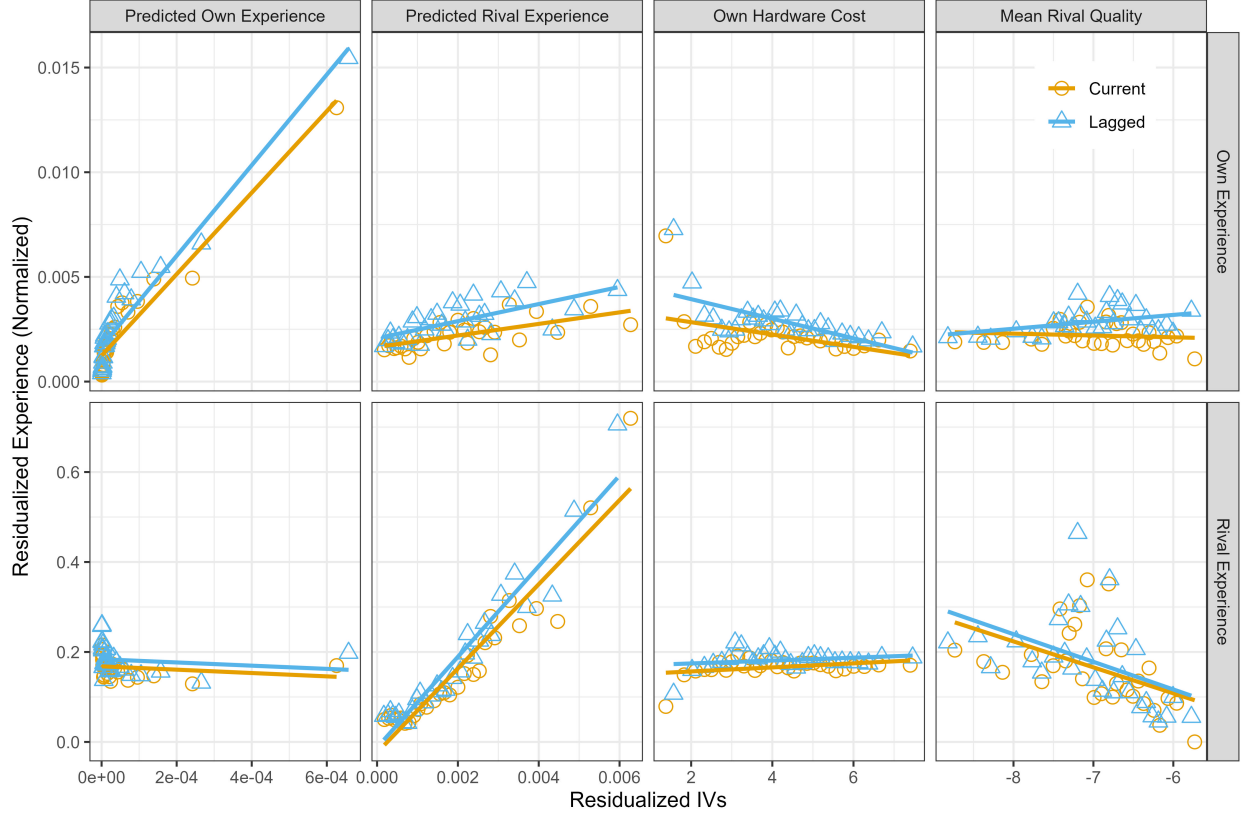 Predicted Own Experience
Predicted Rival Experience
Own Hardware Cost
Mean Rival Quality
Residualized Experience (Normalized)
0.015
0.010
0.005
0.000
Current
Lagged
Own Experience
0.6
0.4
0.2
0.0
Rival Experience
0e+00 2e-04 4e-04 6e-04
0.000 0.002 0.004 0.006
2 4 6
-8 -7 -6
Residualized IVs